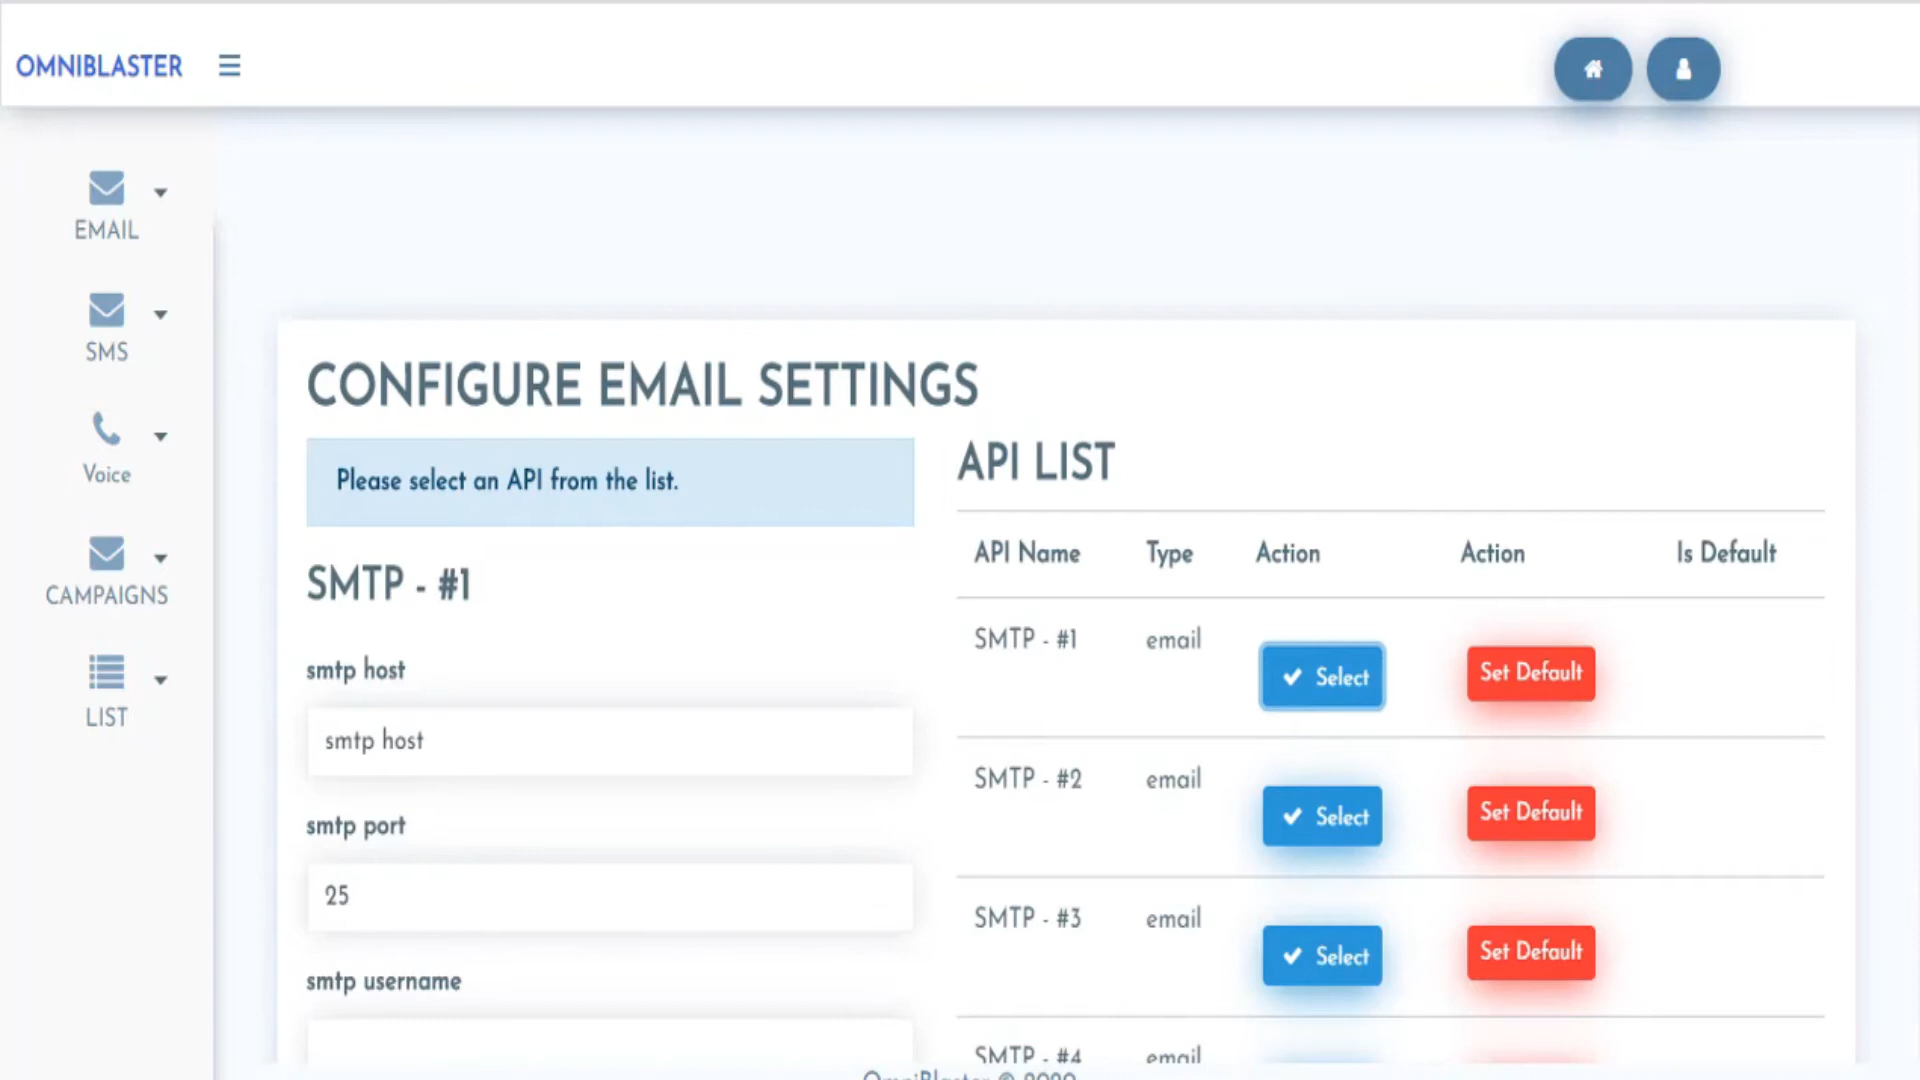 OMNIBLASTER
EMAIL
SMS
Voice
CAMPAIGNS
LIST
CONFIGURE EMAIL SETTINGS
Please select an API from the list.
SMTP - #1
smtp host
smtp host
smtp port
25
smtp username
API LIST
API Name Type Action Action Is Default
SMTP - #1 email Select Set Default
SMTP - #2 email Select Set Default
SMTP - #3 email Select Set Default
SMTP - #4 email
OmniBlaster © 2020